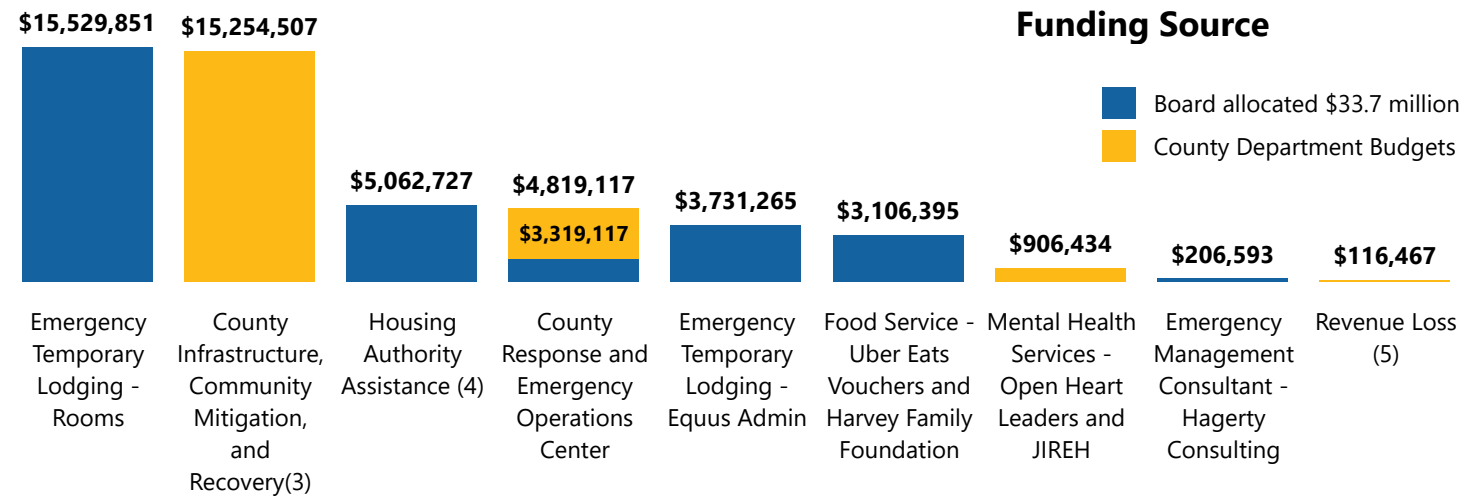 Funding Source
Board allocated $33.7 million
County Department Budgets
$15,529,851
$15,254,507
$5,062,727
$4,819,117
$3,319,117
$3,731,265
$3,106,395
$906,434
$206,593
$116,467
Emergency
Temporary
Lodging -
Rooms
County
Infrastructure,
Community
Mitigation,
and
Recovery(3)
Housing
Authority
Assistance (4)
County
Response and
Emergency
Operations
Center
Emergency
Temporary
Lodging -
Equus Admin
Food Service -
Uber Eats
Vouchers and
Harvey Family
Foundation
Mental Health
Services -
Open Heart
Leaders and
JIREH
Emergency
Management
Consultant -
Hagerty
Consulting
Revenue Loss
(5)